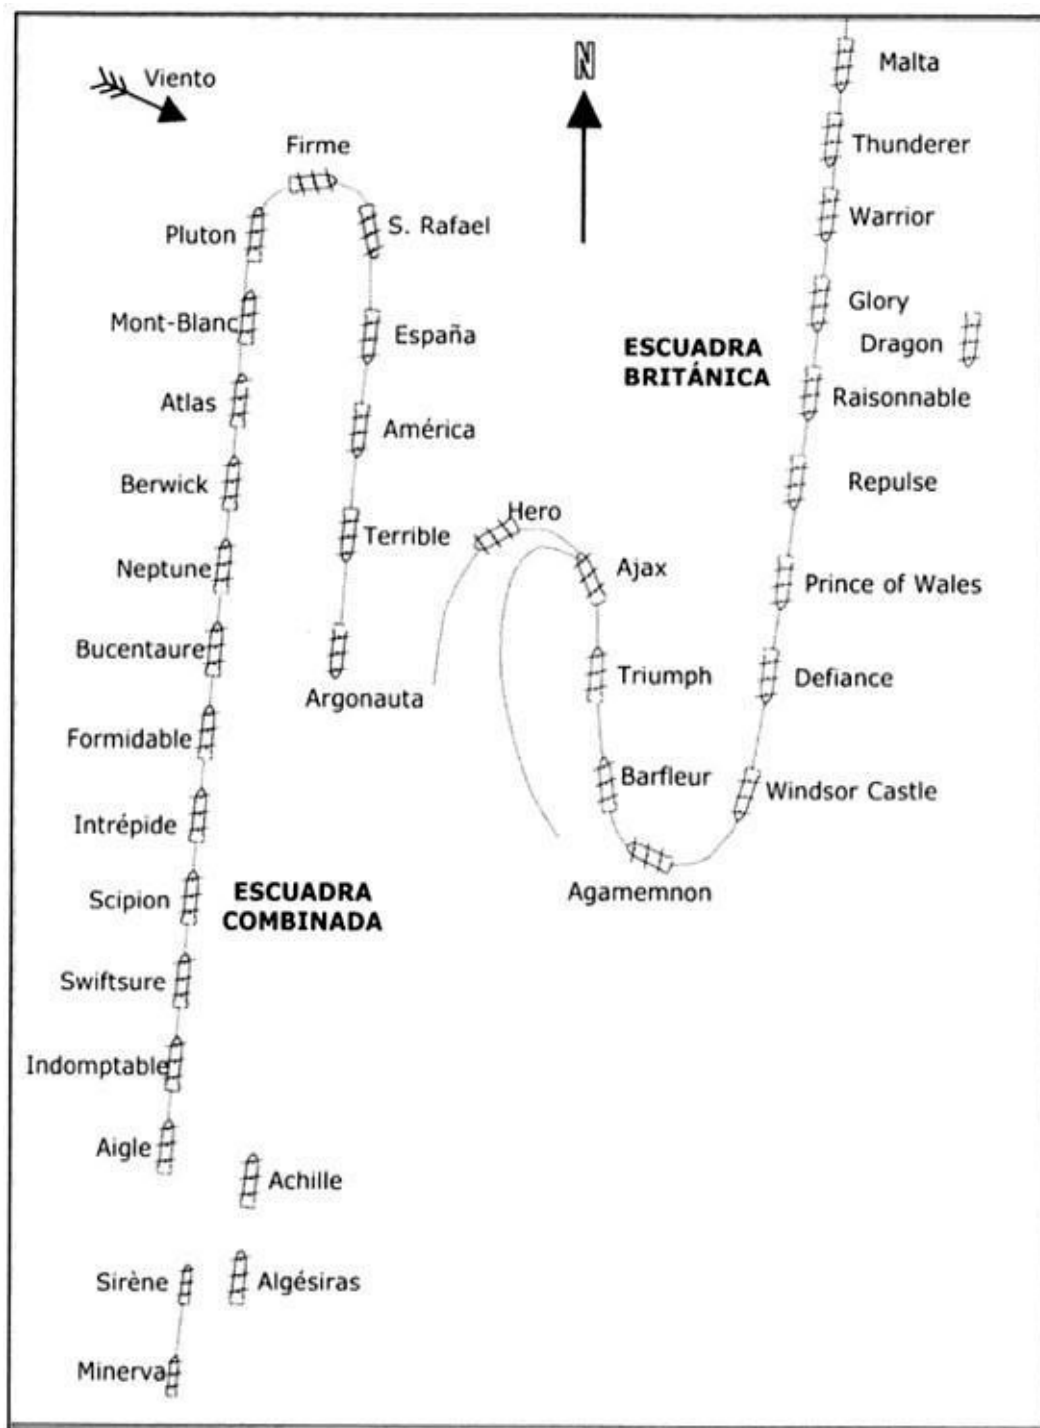 Viento
N
Malta
Thunderer
Firme
Warrior
Pluton
S. Rafael
Glory
Mont-Blanc
España
ESCUADRA
BRITÁNICA
Dragon
Atlas
América
Raisonnable
Berwick
Repulse
Hero
Terrible
Neptune
Ajax
Prince of Wales
Bucentaure
Triumph
Defiance
Argonauta
Formidable
Barfleur
Windsor Castle
Intrépide
Scipion
ESCUADRA
COMBINADA
Agamemnon
Swiftsure
Indomptable
Aigle
Achille
Sirène
Algésiras
Minerva